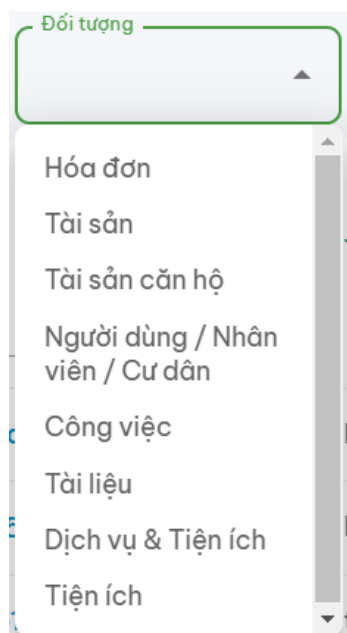 Đối tượng
Hóa đơn
Tài sản
Tài sản căn hộ
Người dùng / Nhân
viên / Cư dân
Công việc
Tài liệu
Dịch vụ & Tiện ích
Tiện ích